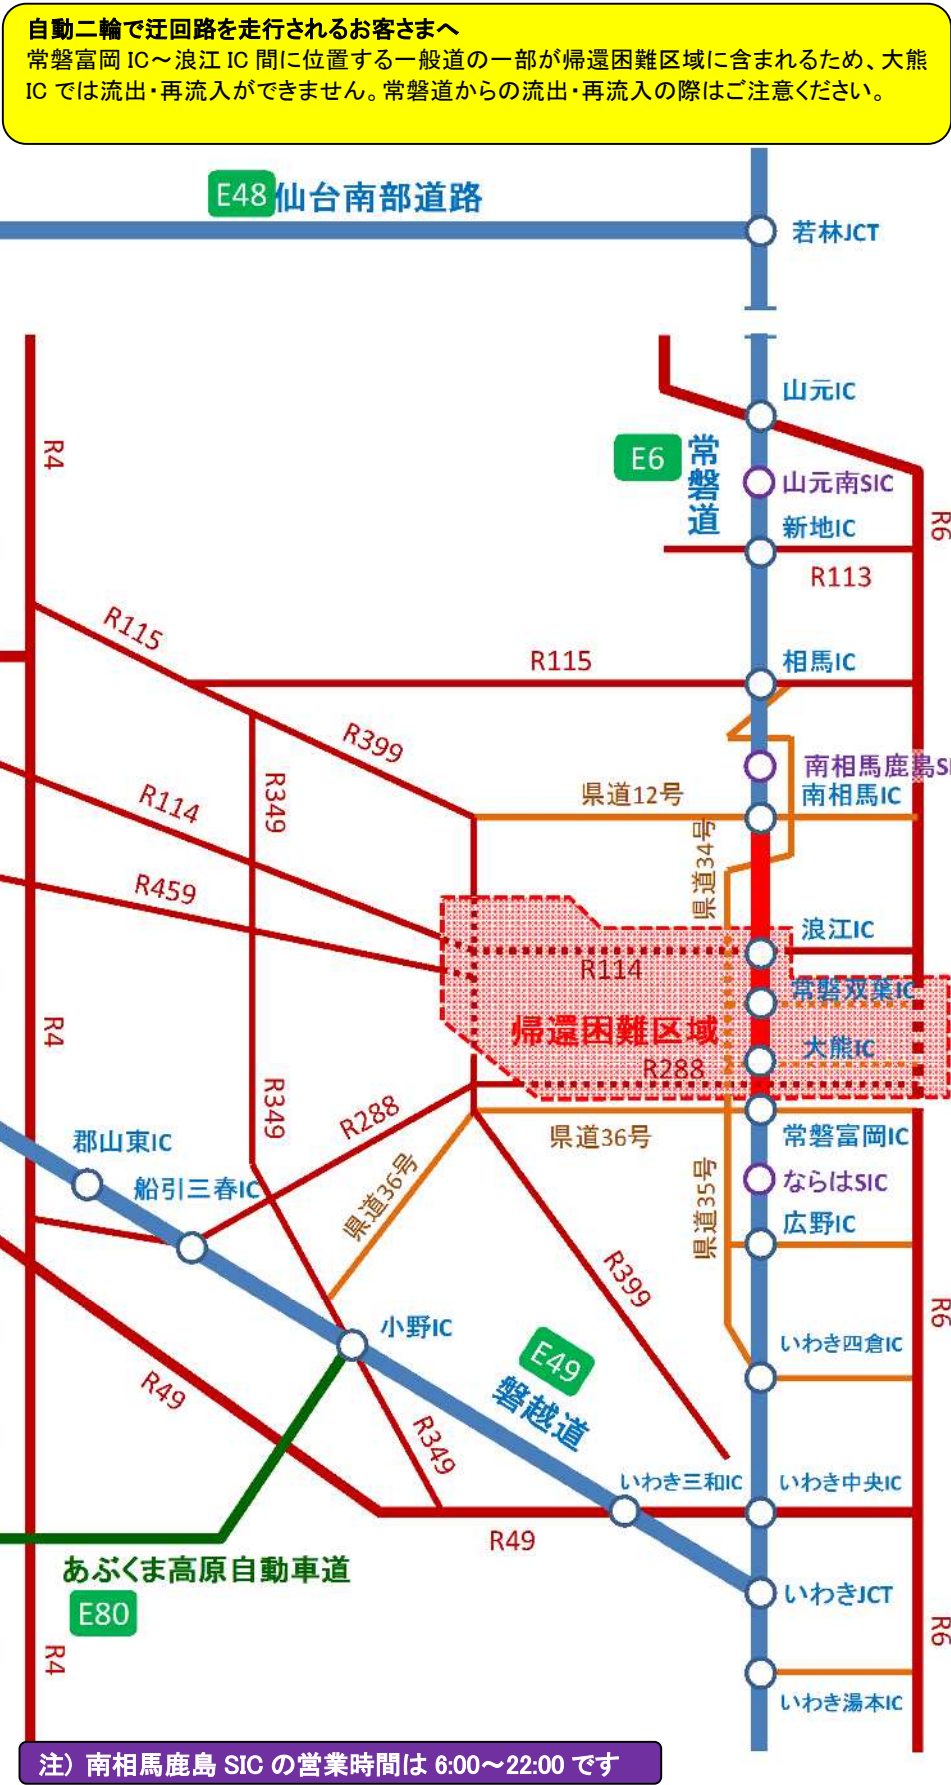 自動二輪で迂回路を走行されるお客さまへ
常磐富岡 IC～浪江 IC 間に位置する一般道の一部が帰還困難区域に含まれるため、大熊
IC では流出・再流入ができません。常磐道からの流出・再流入の際はご注意ください。
E48 仙台南部道路
若林JCT
山元IC
R4
E6 常磐道
山元南SIC
R6
新地IC
R113
R115
R115
相馬IC
R399
南相馬鹿島SI
R349
県道12号
南相馬IC
R114
県道34号
R459
浪江IC
R114
常磐双葉IC
帰還困難区域
R4
大熊IC
R288
R349
R288
県道36号
常磐富岡IC
郡山東IC
船引三春IC
県道36号
県道35号
ならはSIC
広野IC
R399
R6
小野IC
E49
磐越道
いわき四倉IC
R49
R349
いわき三和IC
いわき中央IC
R49
あぶくま高原自動車道
E80
いわきJCT
R4
R6
いわき湯本IC
注） 南相馬鹿島 SIC の営業時間は 6:00～22:00 です